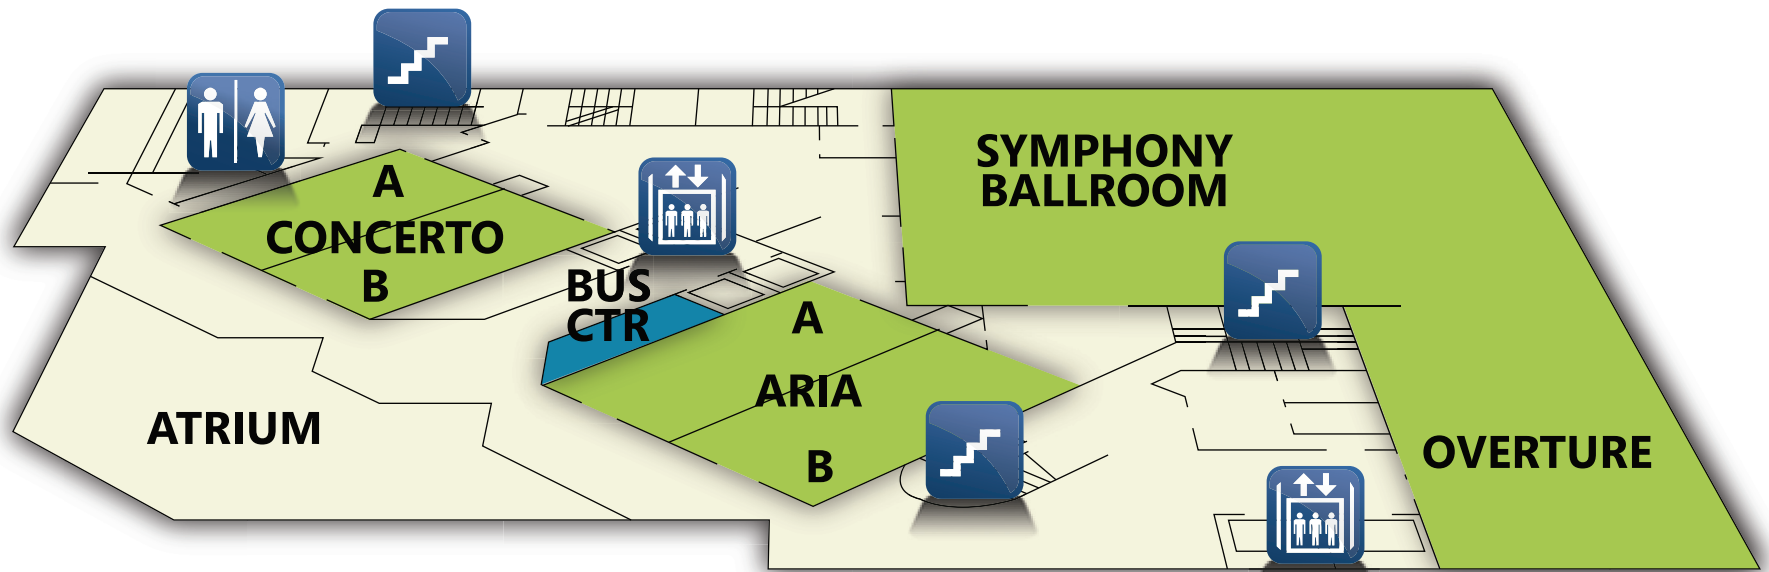 SYMPHONY
BALLROOM
A
CONCERTO
B
BUS
CTR
A
ARIA
B
ATRIUM
OVERTURE